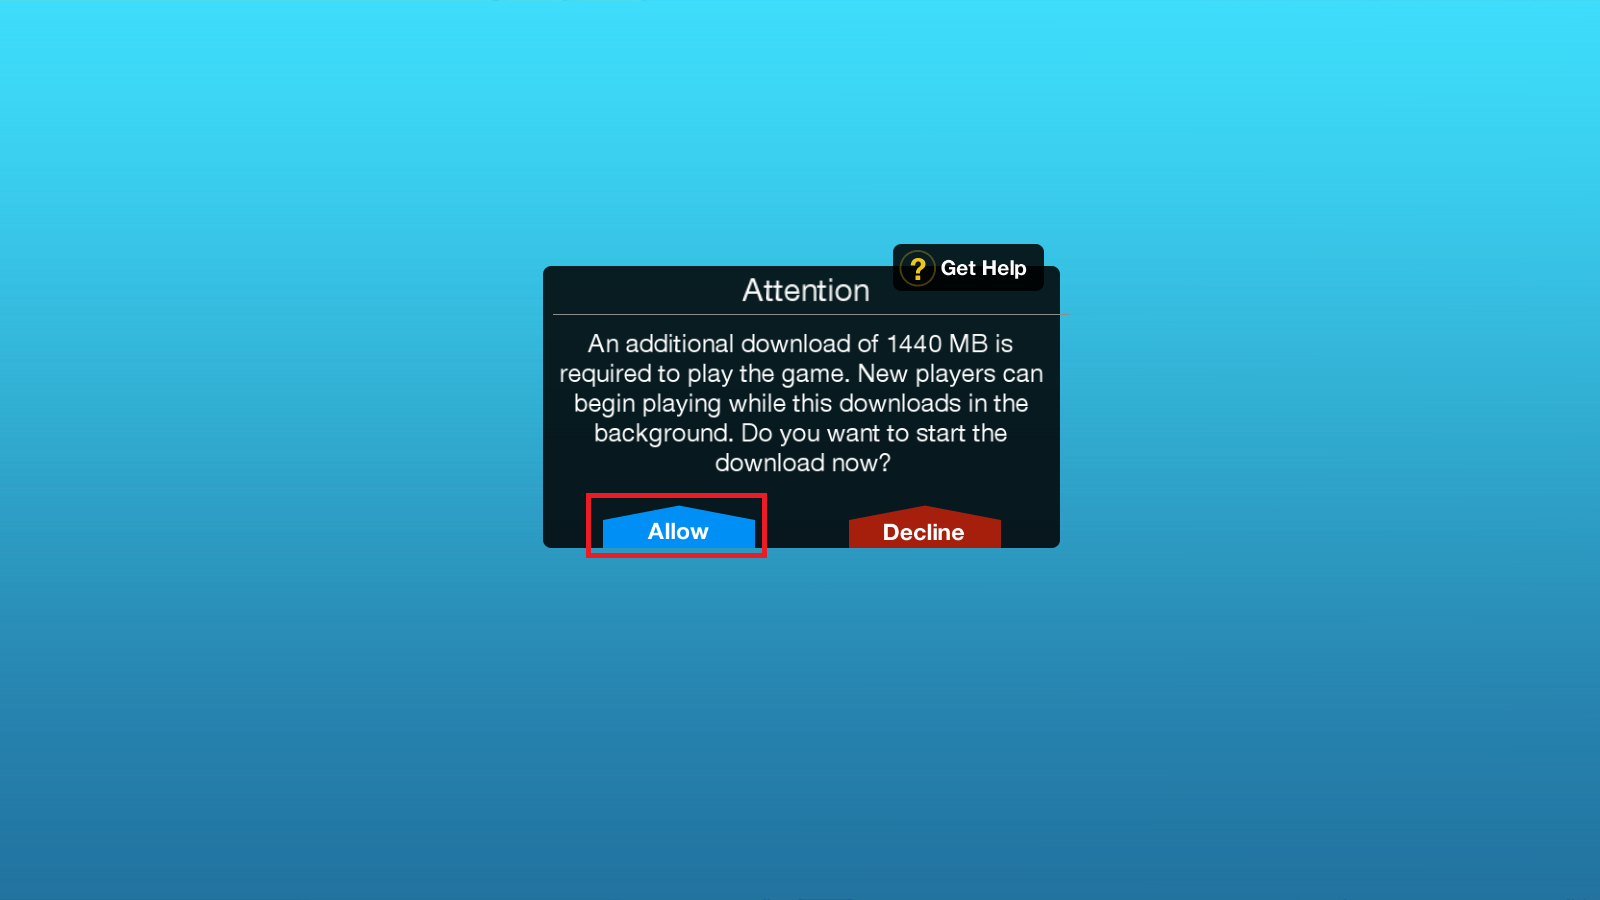 ? Get Help
Attention
An additional download of 1440 MB is
required to play the game. New players can
begin playing while this downloads in the
background. Do you want to start the
download now?
Allow
Decline